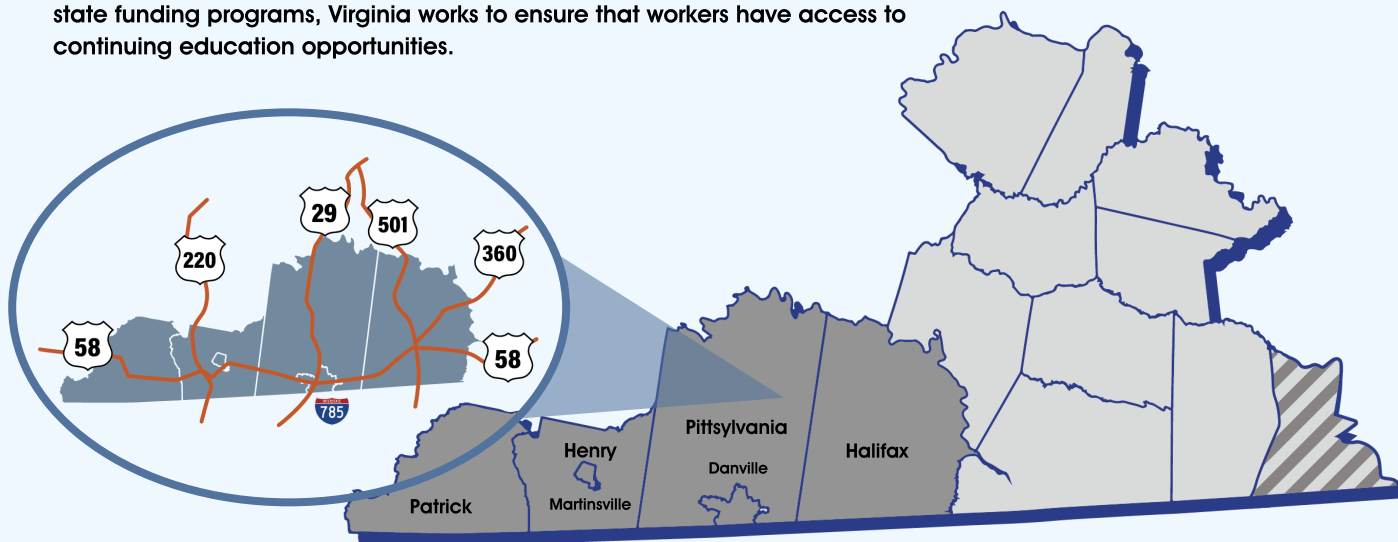 state funding programs, Virginia works to ensure that workers have access to
continuing education opportunities.
29
501
220
360
58
58
785
Pittsylvania
Henry
Halifax
Danville
Martinsville
Patrick